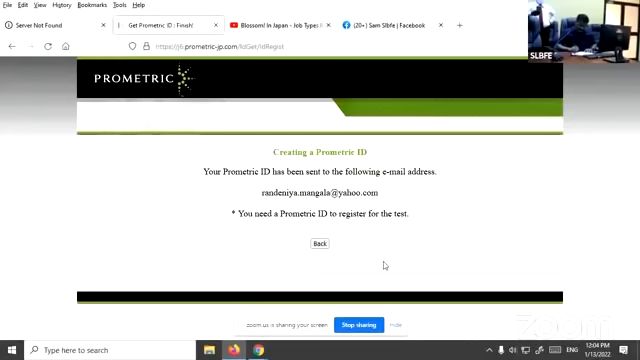 File Edit View History Bookmarks Tools Help
Server Not Found
Get Prometric ID : Finish!
Blossom! In Japan - Job Types I
(20+) Sam Slbfe | Facebook
https://j6.prometric-jp.com/IdGet/idRegist
SLBFE
PROMETRIC
Creating a Prometric ID
Your Prometric ID has been sent to the following e-mail address.
randeniya.mangala@yahoo.com
* You need a Prometric ID to register for the test.
Back
zoom.us is sharing your screen.
Stop sharing
Hide
zoom
Type here to search
ENG
12:04 PM
1/13/2022